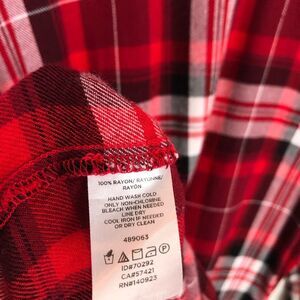 100% RAYON/ RAYONNE/
RAYÓN
HAND WASH COLD
ONLY NON-CHLORINE
BLEACH WHEN NEEDED
LINE DRY
COOL IRON IF NEEDED
OR DRY CLEAN
489063
ID#70292
CA#57421
RN#140923